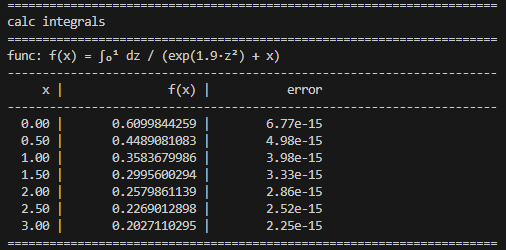 ======================================================================
calc integrals
======================================================================
func: f(x) = ∫₀¹ dz / (exp(1.9·z²) + x)
----------------------------------------------------------------------
x | f(x) | error
----------------------------------------------------------------------
0.00 | 0.6099844259 | 6.77e-15
0.50 | 0.4489081083 | 4.98e-15
1.00 | 0.3583679986 | 3.98e-15
1.50 | 0.2995600294 | 3.33e-15
2.00 | 0.2579861139 | 2.86e-15
2.50 | 0.2269012898 | 2.52e-15
3.00 | 0.2027110295 | 2.25e-15
======================================================================